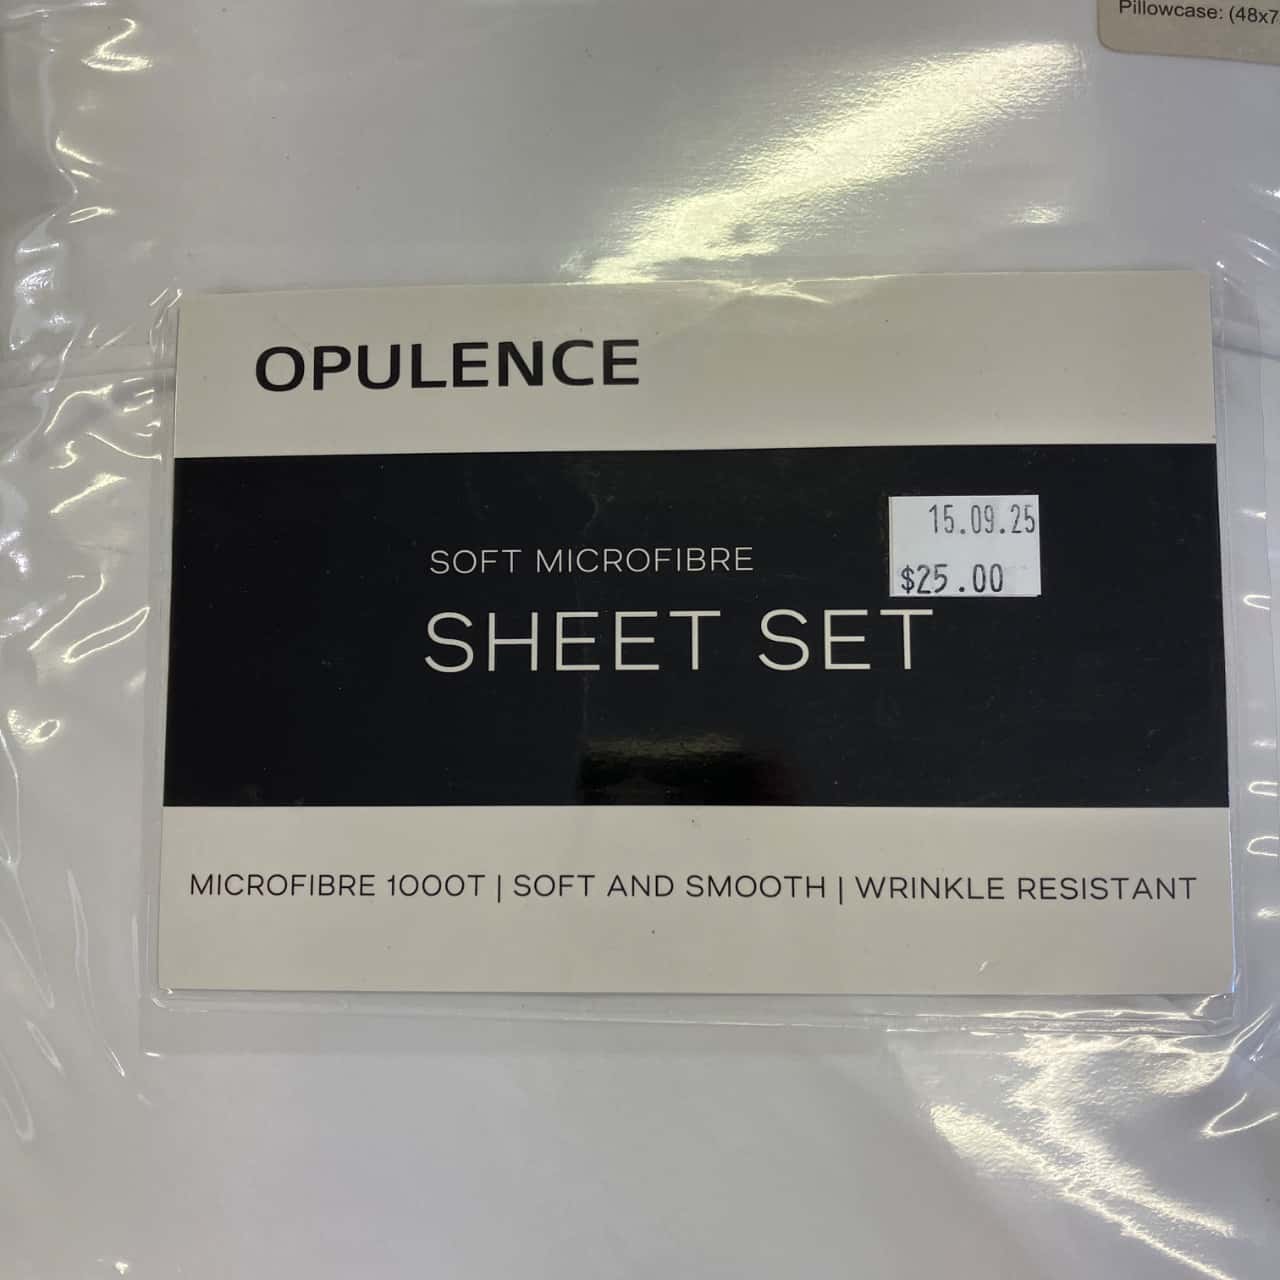 Pillowcase: (48x7
OPULENCE
15.09.25
$25.00
SOFT MICROFIBRE
SHEET SET
MICROFIBRE 1000T | SOFT AND SMOOTH | WRINKLE RESISTANT